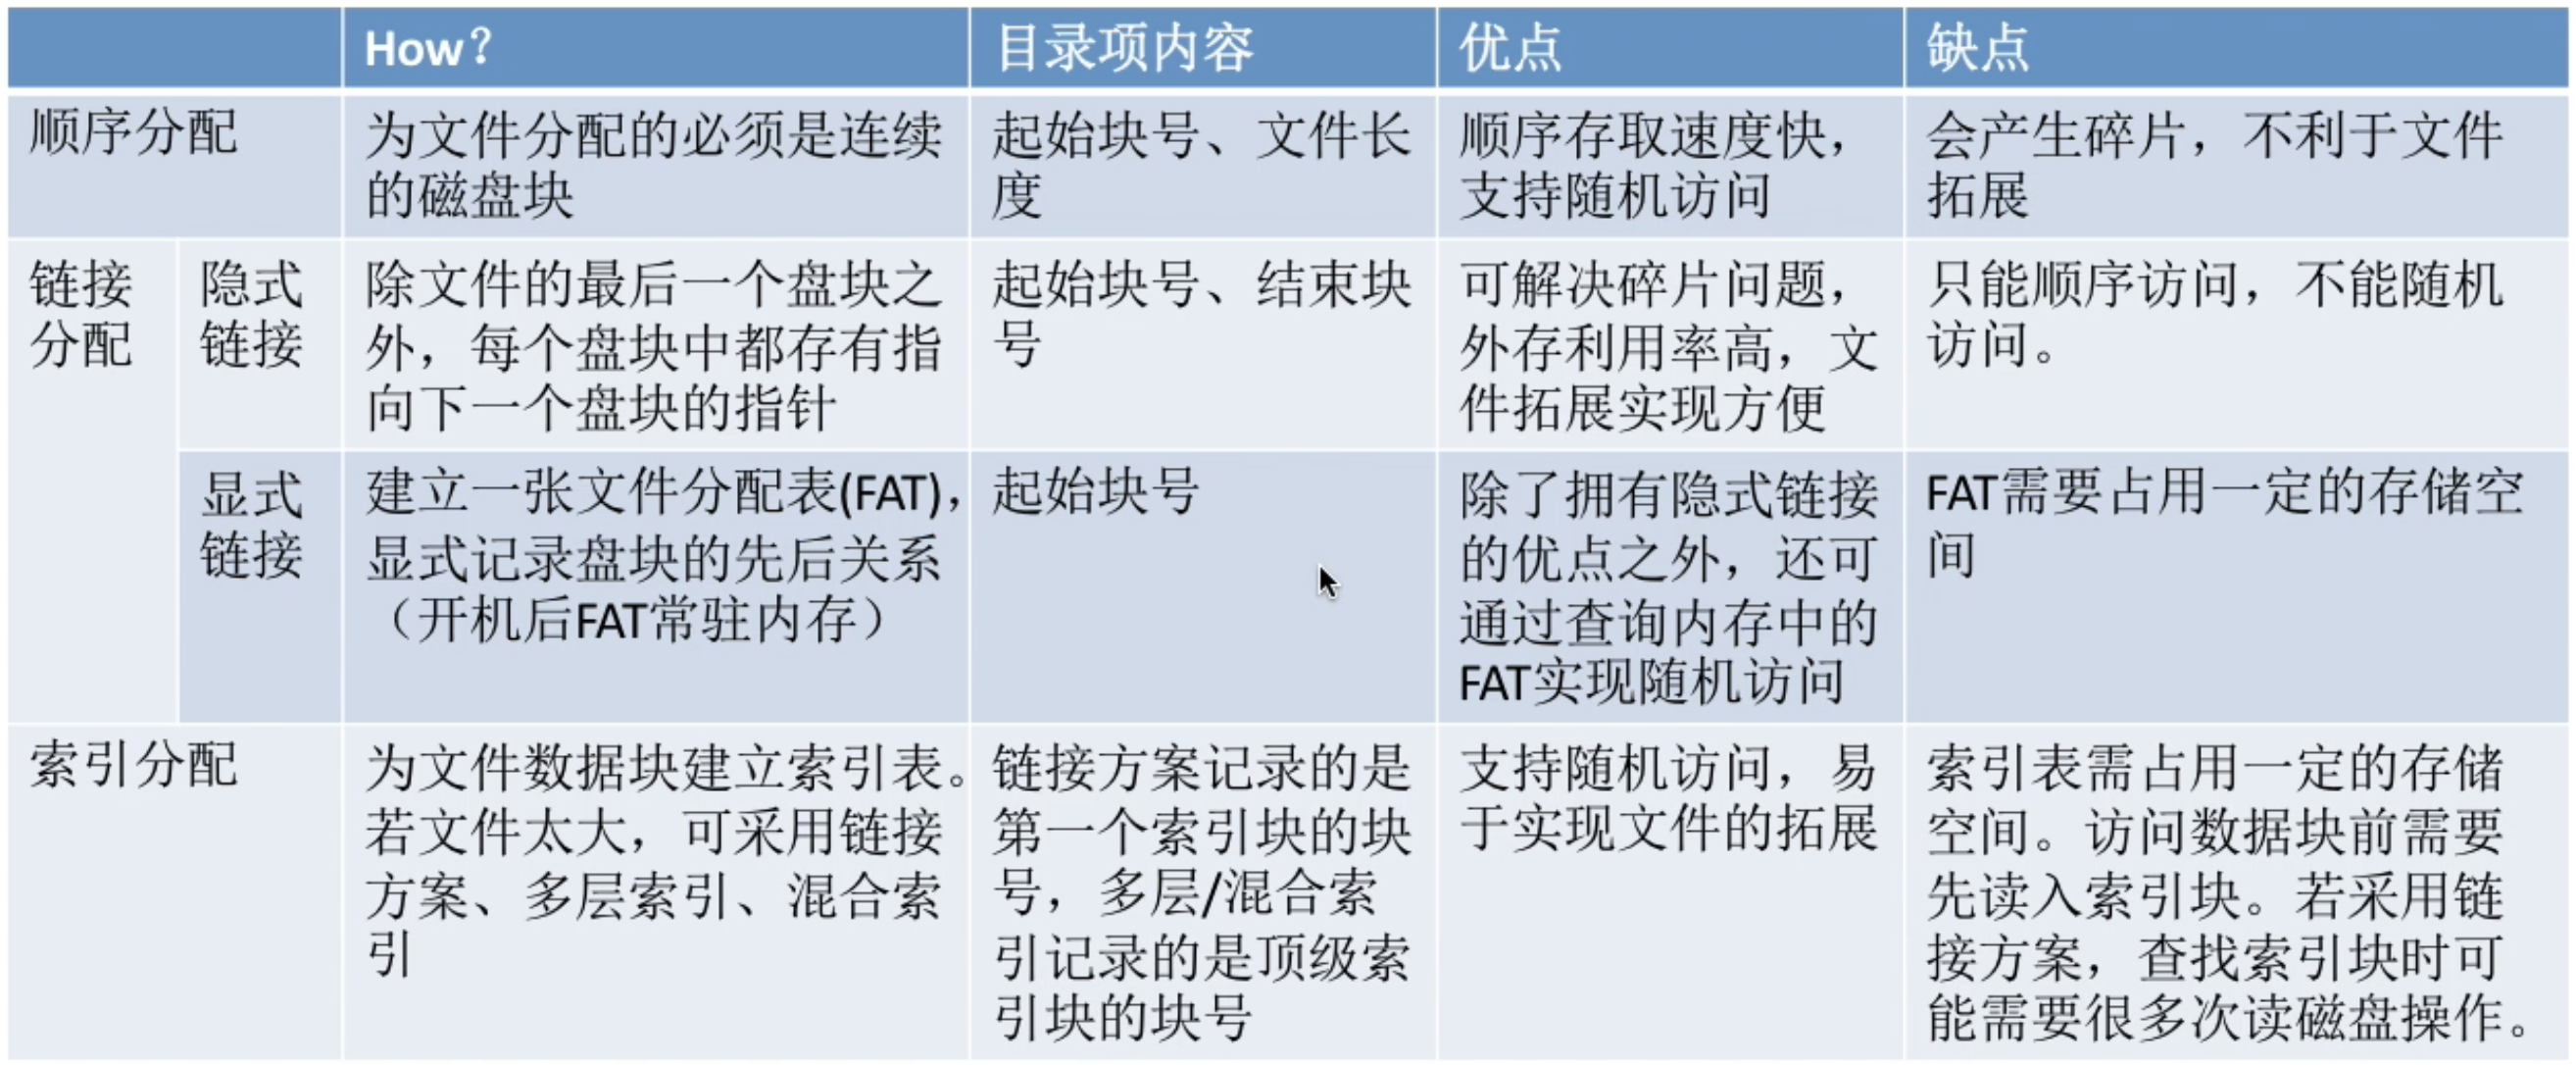 How？
目录项内容
优点
缺点
顺序分配
为文件分配的必须是连续
的磁盘块
起始块号、文件长
度
顺序存取速度快，
支持随机访问
会产生碎片，不利于文件
拓展
链接
分配
隐式
链接
除文件的最后一个盘块之
外，每个盘块中都存有指
向下一个盘块的指针
起始块号、结束块
号
可解决碎片问题，
外存利用率高，文
件拓展实现方便
只能顺序访问，不能随机
访问。
显式
链接
建立一张文件分配表(FAT)，
显式记录盘块的先后关系
（开机后FAT常驻内存）
起始块号
除了拥有隐式链接
的优点之外，还可
通过查询内存中的
FAT实现随机访问
FAT需要占用一定的存储空
间
索引分配
为文件数据块建立索引表。
若文件太大，可采用链接
方案、多层索引、混合索
引
链接方案记录的是
第一个索引块的块
号，多层/混合索
引记录的是顶级索
引块的块号
支持随机访问，易
于实现文件的拓展
索引表需占用一定的存储
空间。访问数据块前需要
先读入索引块。若采用链
接方案，查找索引块时可
能需要很多次读磁盘操作。